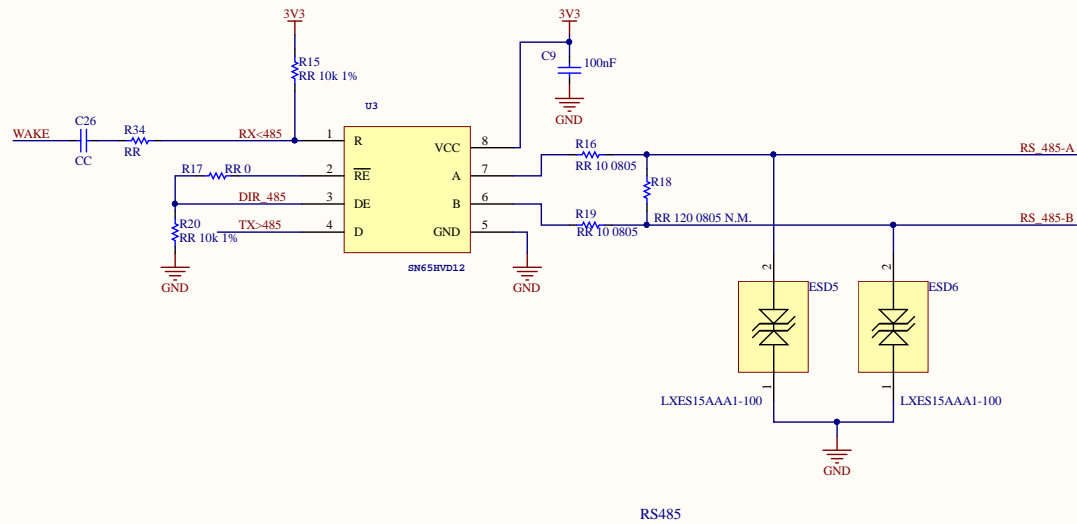 3V3
3V3
R15
RR 10k 1%
C9
100nF
GND
U3
WAKE
C26
CC
R34
RR
RX<485
1
R
VCC
8
R17
RR 0
2
RE
A
7
R16
RR 10 0805
RS_485-A
DIR_485
3
DE
B
6
R18
R20
RR 10k 1%
TX>485
4
D
GND
5
R19
RR 10 0805
RR 120 0805 N.M.
RS_485-B
GND
SN65HVD12
GND
2
ESD5
2
ESD6
1
LXES15AAA1-100
1
LXES15AAA1-100
GND
RS485